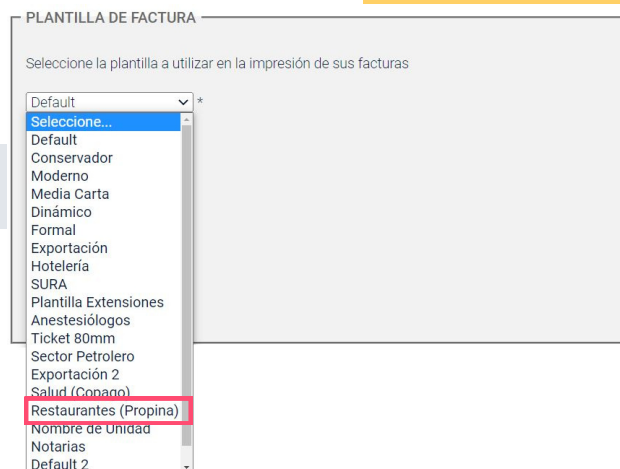 PLANTILLA DE FACTURA
Seleccione la plantilla a utilizar en la impresión de sus facturas
Default *
Seleccione...
Default
Conservador
Moderno
Media Carta
Dinámico
Formal
Exportación
Hotelería
SURA
Plantilla Extensiones
Anestesiólogos
Ticket 80mm
Sector Petrolero
Exportación 2
Salud (Copago)
Restaurantes (Propina)
Nombre de Unidad
Notarias
Default 2